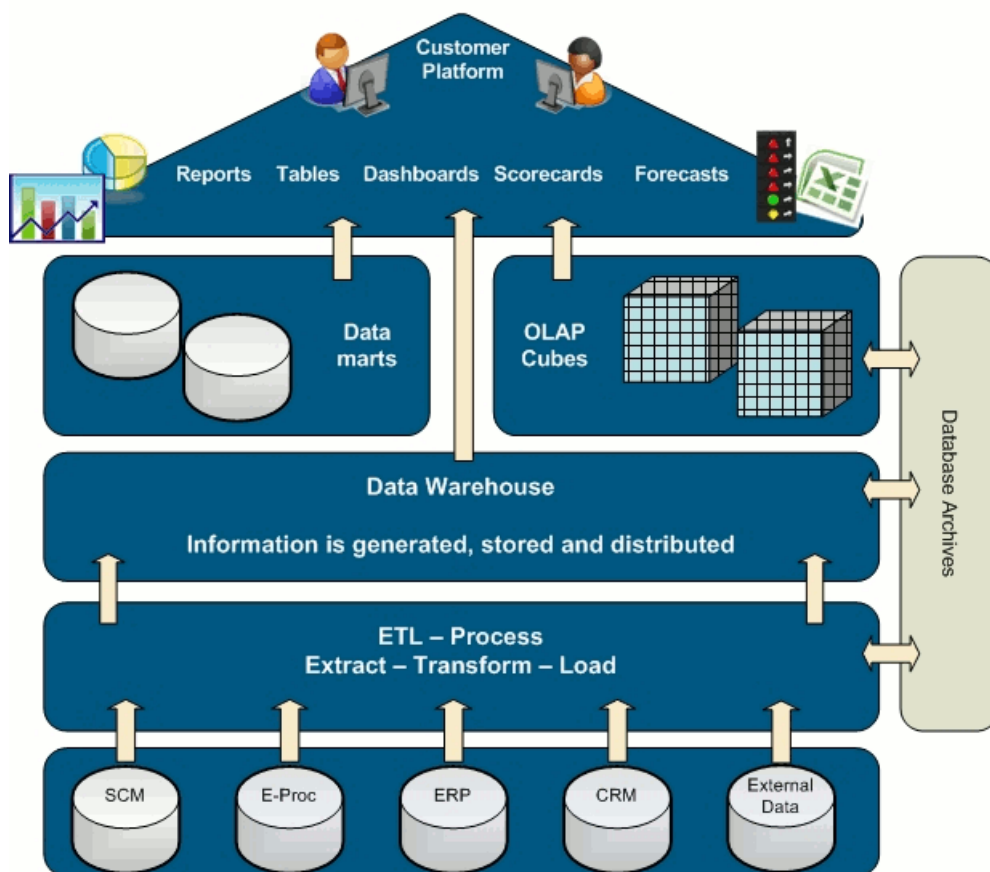 Customer
Platform
Reports Tables Dashboards Scorecards Forecasts
Data
marts
OLAP
Cubes
Data Warehouse
Information is generated, stored and distributed
ETL – Process
Extract – Transform – Load
SCM
E-Proc
ERP
CRM
External
Data
Database Archives